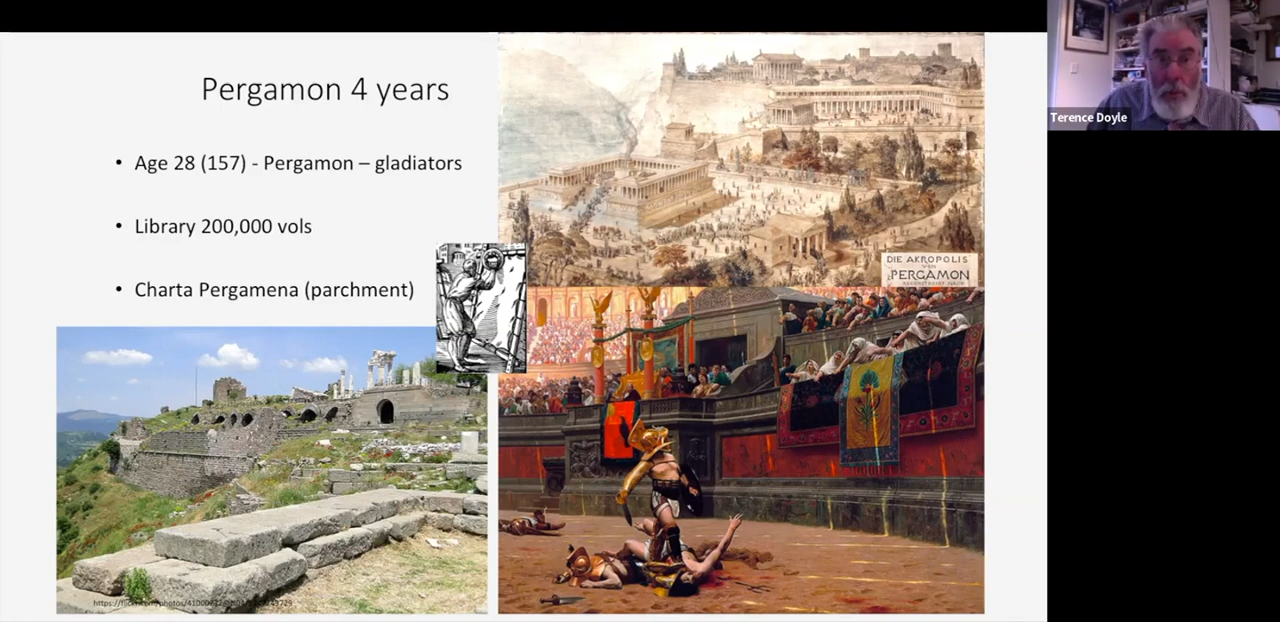 Pergamon 4 years
• Age 28 (157) - Pergamon – gladiators
• Library 200,000 vols
• Charta Pergamena (parchment)
DIE AKROPOLIS
VON
PERGAMON
Terence Doyle